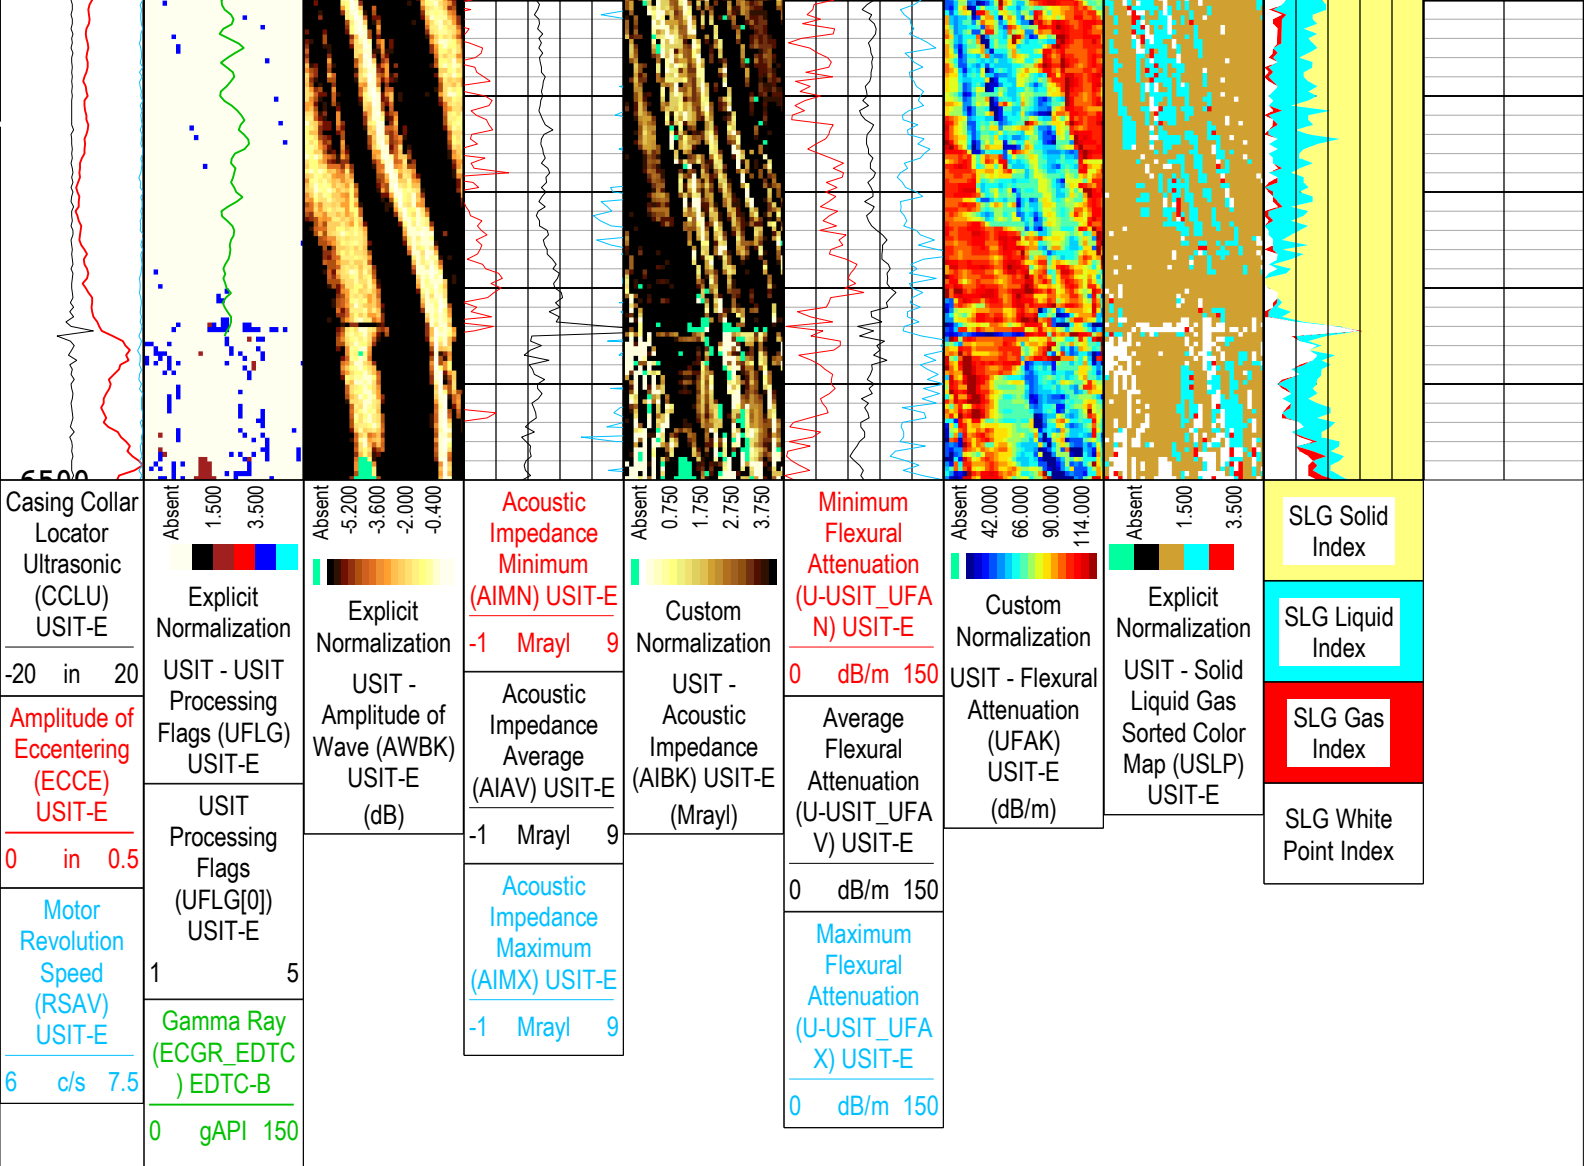 6500
Casing Collar
Locator
Ultrasonic
(CCLU)
USIT-E
-20 in 20
Amplitude of
Eccentering
(ECCE)
USIT-E
0 in 0.5
Motor
Revolution
Speed
(RSAV)
USIT-E
6 c/s 7.5
Absent 1.500 3.500
Explicit
Normalization
USIT - USIT
Processing
Flags (UFLG)
USIT-E
USIT
Processing
Flags
(UFLG[0])
USIT-E
1 5
Gamma Ray
(ECGR_EDTC
) EDTC-B
0 gAPI 150
Absent -5.200 -3.600 -2.000 -0.400
Explicit
Normalization
USIT -
Amplitude of
Wave (AWBK)
USIT-E
(dB)
Acoustic
Impedance
Minimum
(AIMN) USIT-E
-1 Mrayl 9
Acoustic
Impedance
Average
(AIAV) USIT-E
-1 Mrayl 9
Acoustic
Impedance
Maximum
(AIMX) USIT-E
-1 Mrayl 9
Absent 0.750 1.750 2.750 3.750
Custom
Normalization
USIT -
Acoustic
Impedance
(AIBK) USIT-E
(Mrayl)
Minimum
Flexural
Attenuation
(U-USIT_UFA
N) USIT-E
0 dB/m 150
Average
Flexural
Attenuation
(U-USIT_UFA
V) USIT-E
0 dB/m 150
Maximum
Flexural
Attenuation
(U-USIT_UFA
X) USIT-E
0 dB/m 150
Absent 42.000 66.000 90.000 114.000
Custom
Normalization
USIT - Flexural
Attenuation
(UFAK)
USIT-E
(dB/m)
Absent 1.500 3.500
Explicit
Normalization
USIT - Solid
Liquid Gas
Sorted Color
Map (USLP)
USIT-E
SLG Solid
Index
SLG Liquid
Index
SLG Gas
Index
SLG White
Point Index